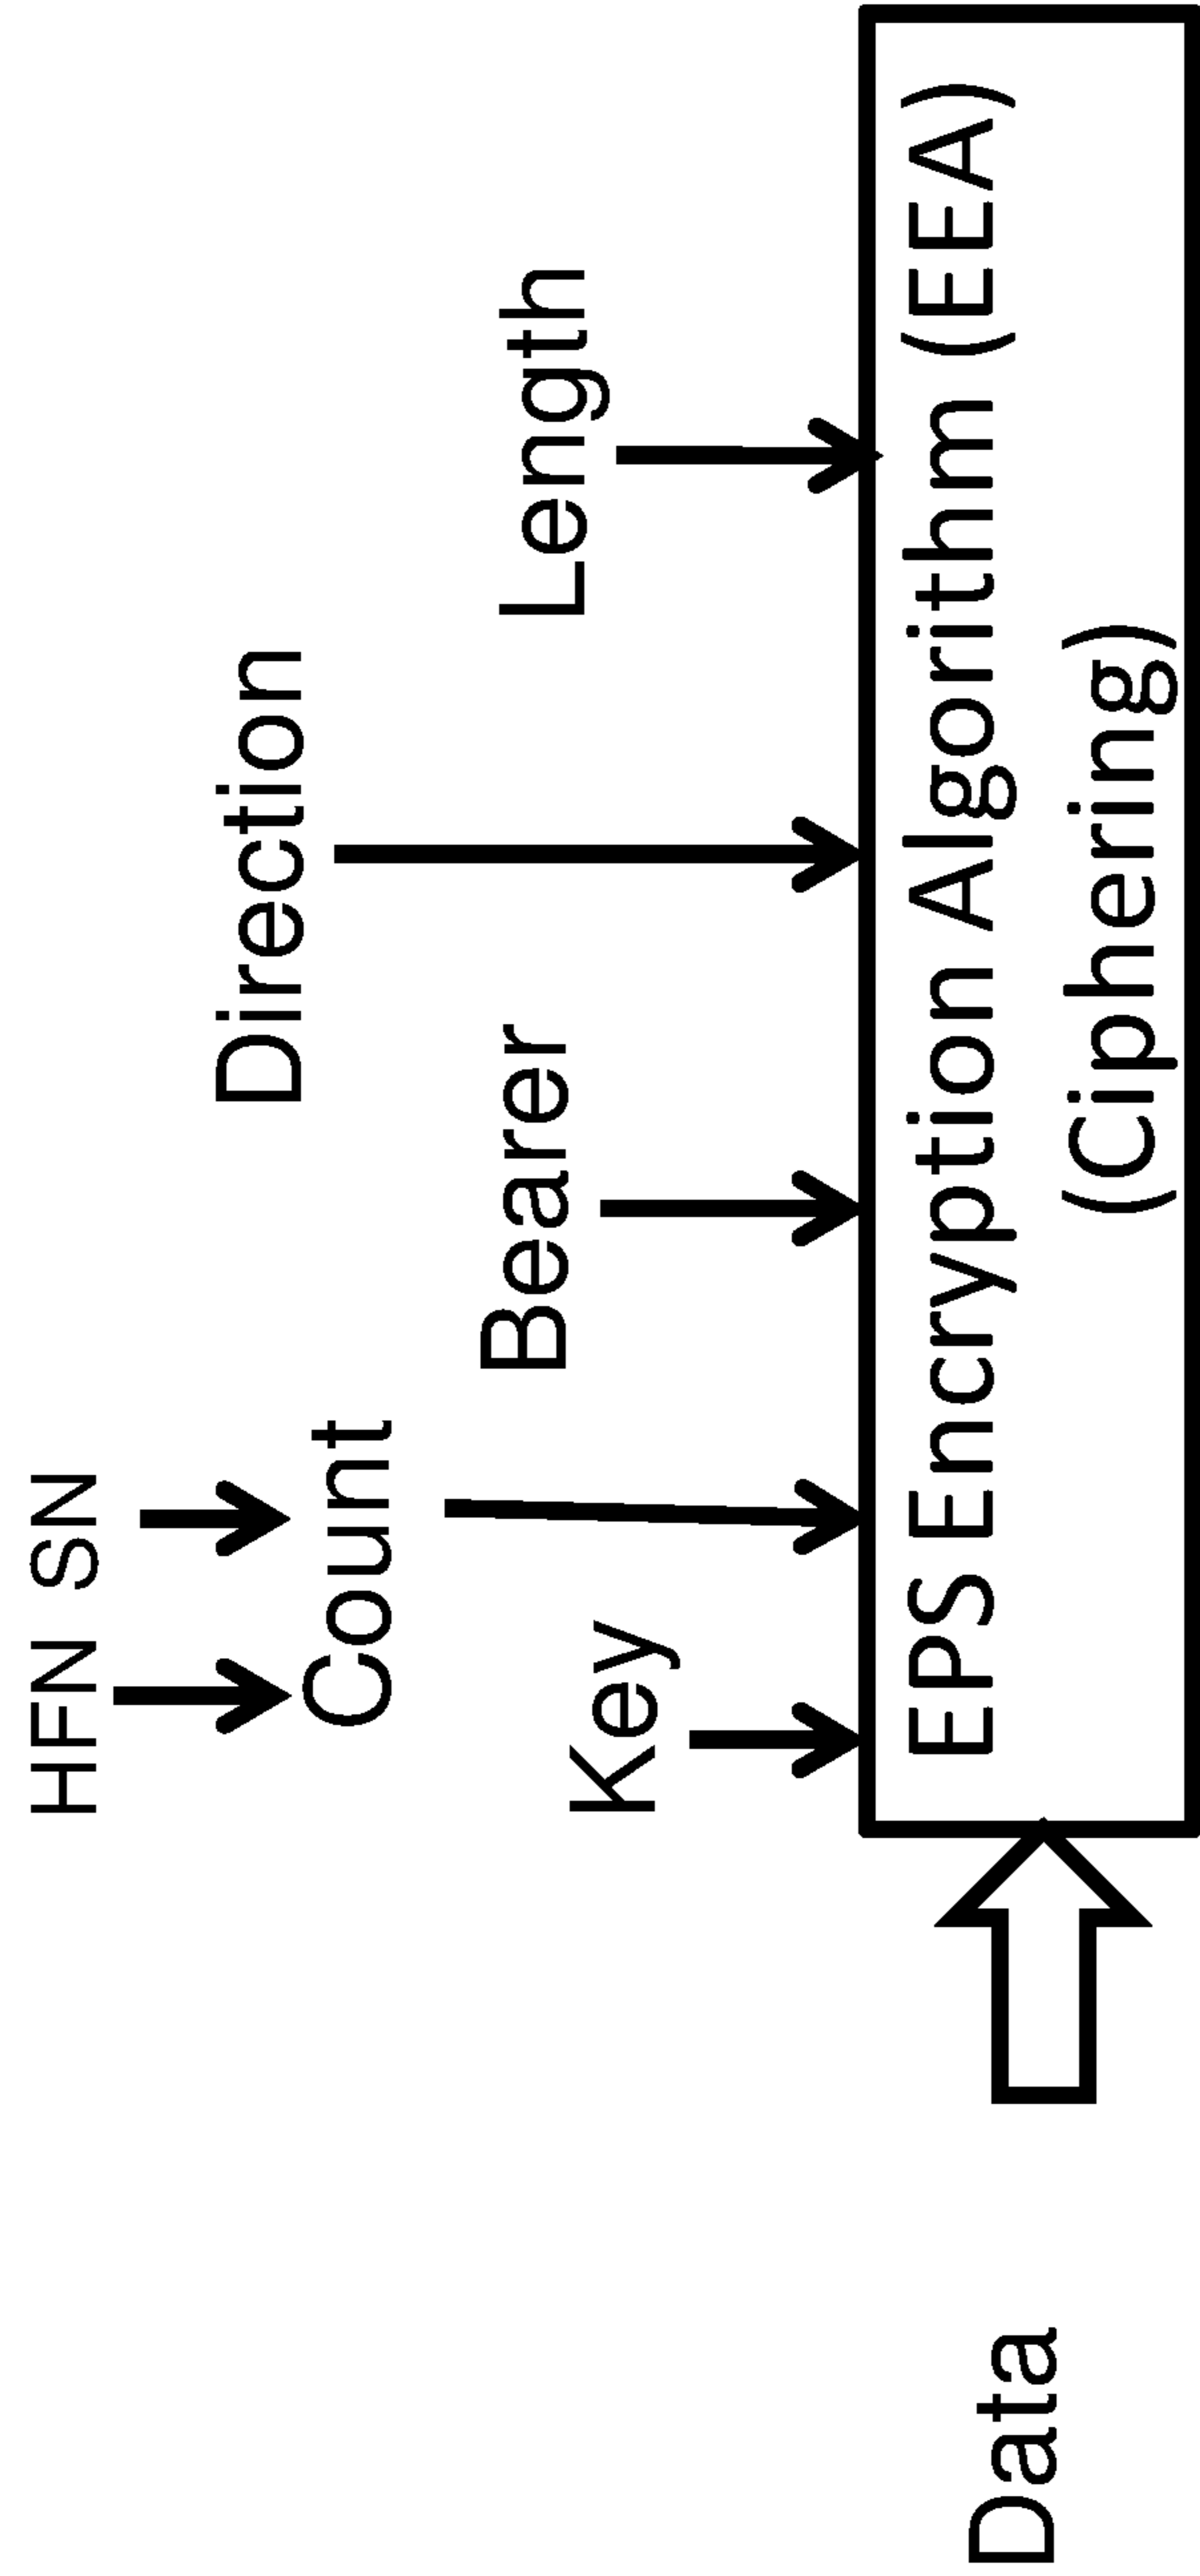 HFN SN
Direction
Count
Bearer
Length
Key
EPS Encryption Algorithm (EEA)
(Ciphering)
Data